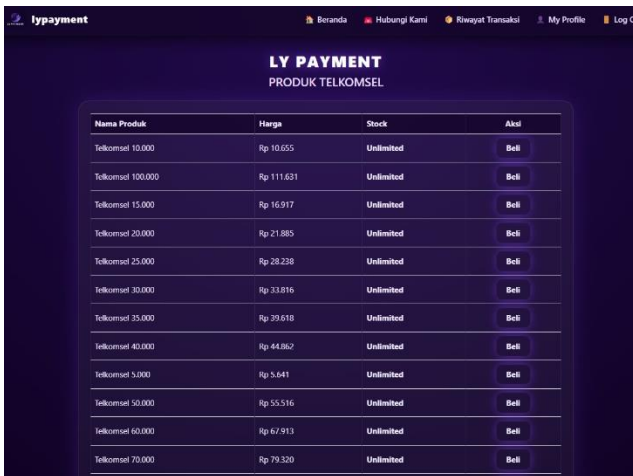 lypayment Beranda Hubungi Kami Riwayat Transaksi My Profile Log
LY PAYMENT
PRODUK TELKOMSEL
Nama Produk Harga Stock Aksi
Telkomsel 10.000 Rp 10.655 Unlimited Beli
Telkomsel 100.000 Rp 111.631 Unlimited Beli
Telkomsel 15.000 Rp 16.917 Unlimited Beli
Telkomsel 20.000 Rp 21.885 Unlimited Beli
Telkomsel 25.000 Rp 28.238 Unlimited Beli
Telkomsel 30.000 Rp 33.816 Unlimited Beli
Telkomsel 35.000 Rp 39.618 Unlimited Beli
Telkomsel 40.000 Rp 44.862 Unlimited Beli
Telkomsel 5.000 Rp 5.641 Unlimited Beli
Telkomsel 50.000 Rp 55.516 Unlimited Beli
Telkomsel 60.000 Rp 67.913 Unlimited Beli
Telkomsel 70.000 Rp 79.320 Unlimited Beli